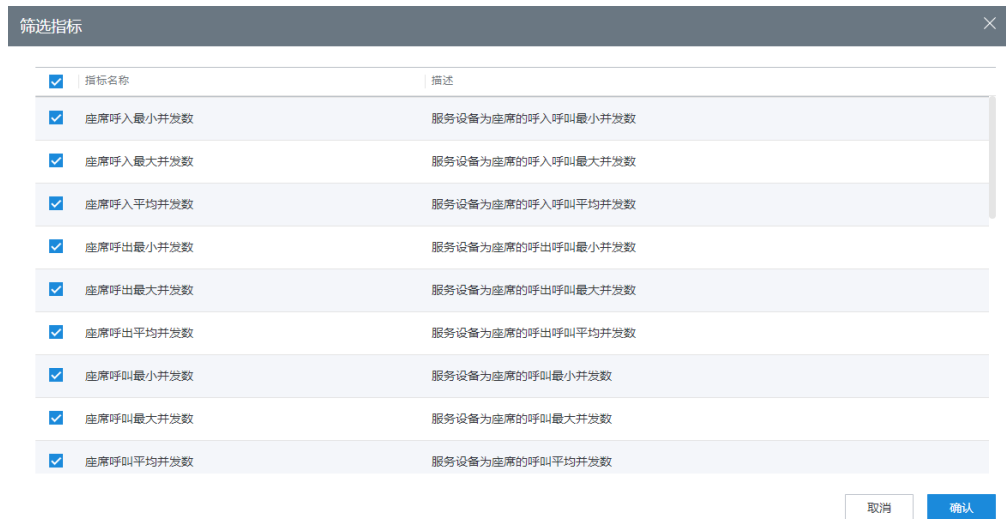 筛选指标
指标名称 描述
座席呼入最小并发数 服务设备为座席的呼入呼叫最小并发数
座席呼入最大并发数 服务设备为座席的呼入呼叫最大并发数
座席呼入平均并发数 服务设备为座席的呼入呼叫平均并发数
座席呼出最小并发数 服务设备为座席的呼出呼叫最小并发数
座席呼出最大并发数 服务设备为座席的呼出呼叫最大并发数
座席呼出平均并发数 服务设备为座席的呼出呼叫平均并发数
座席呼叫最小并发数 服务设备为座席的呼叫最小并发数
座席呼叫最大并发数 服务设备为座席的呼叫最大并发数
座席呼叫平均并发数 服务设备为座席的呼叫平均并发数
取消 确认